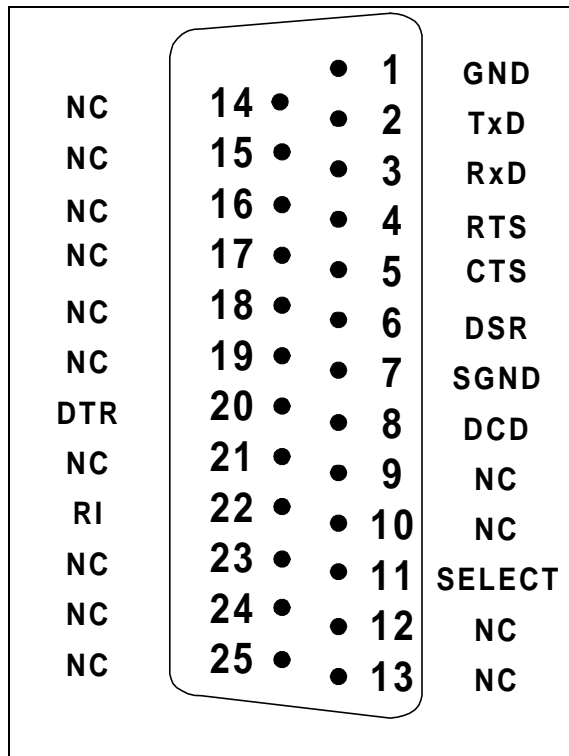 1 GND
NC 14
2 TxD
NC 15
3 RxD
NC 16
4 RTS
NC 17
5 CTS
NC 18
6 DSR
NC 19
7 SGND
DTR 20
8 DCD
NC 21
9 NC
RI 22
10 NC
NC 23
11 SELECT
NC 24
12 NC
NC 25
13 NC